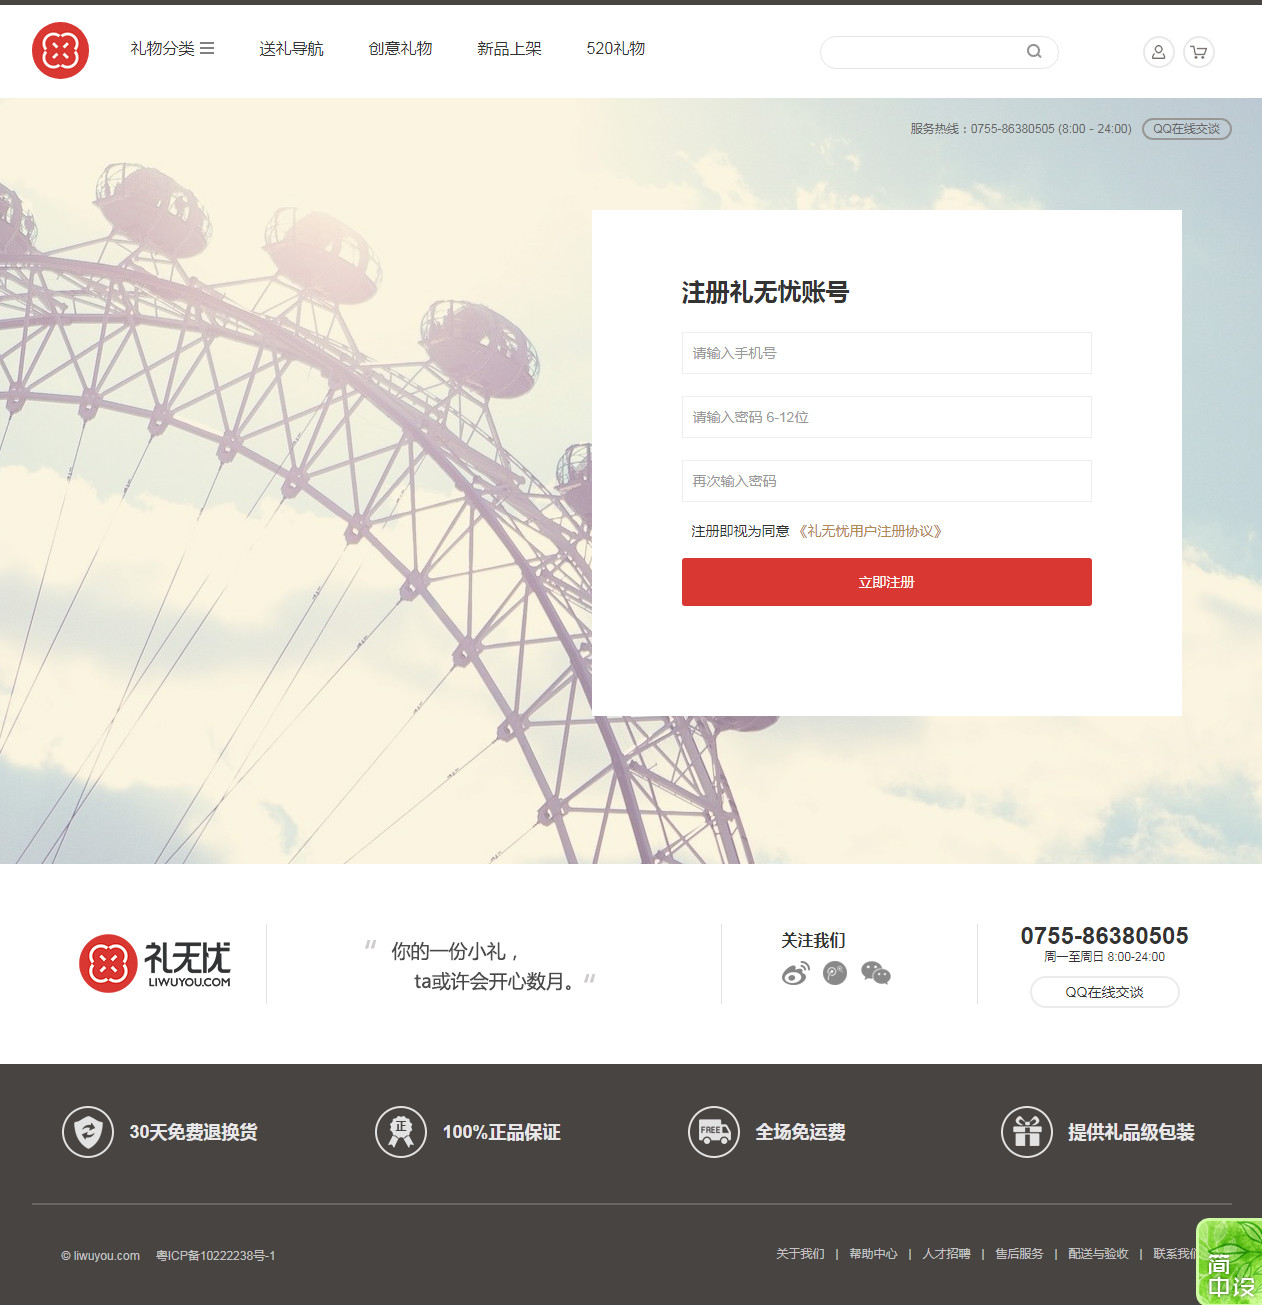 礼物分类
送礼导航
创意礼物
新品上架
520礼物
服务热线：0755-86380505 (8:00 - 24:00)
QQ在线交谈
注册礼无忧账号
请输入手机号
请输入密码 6-12位
再次输入密码
注册即视为同意 《礼无忧用户注册协议》
立即注册
礼无忧
LIWUYOU.COM
“ 你的一份小礼，
ta或许会开心数月。 ”
关注我们
0755-86380505
周一至周日 8:00-24:00
QQ在线交谈
30天免费退换货
正
100%正品保证
FREE
全场免运费
提供礼品级包装
© liwuyou.com 粤ICP备10222238号-1
关于我们 | 帮助中心 | 人才招聘 | 售后服务 | 配送与验收 | 联系我们
简
中 设